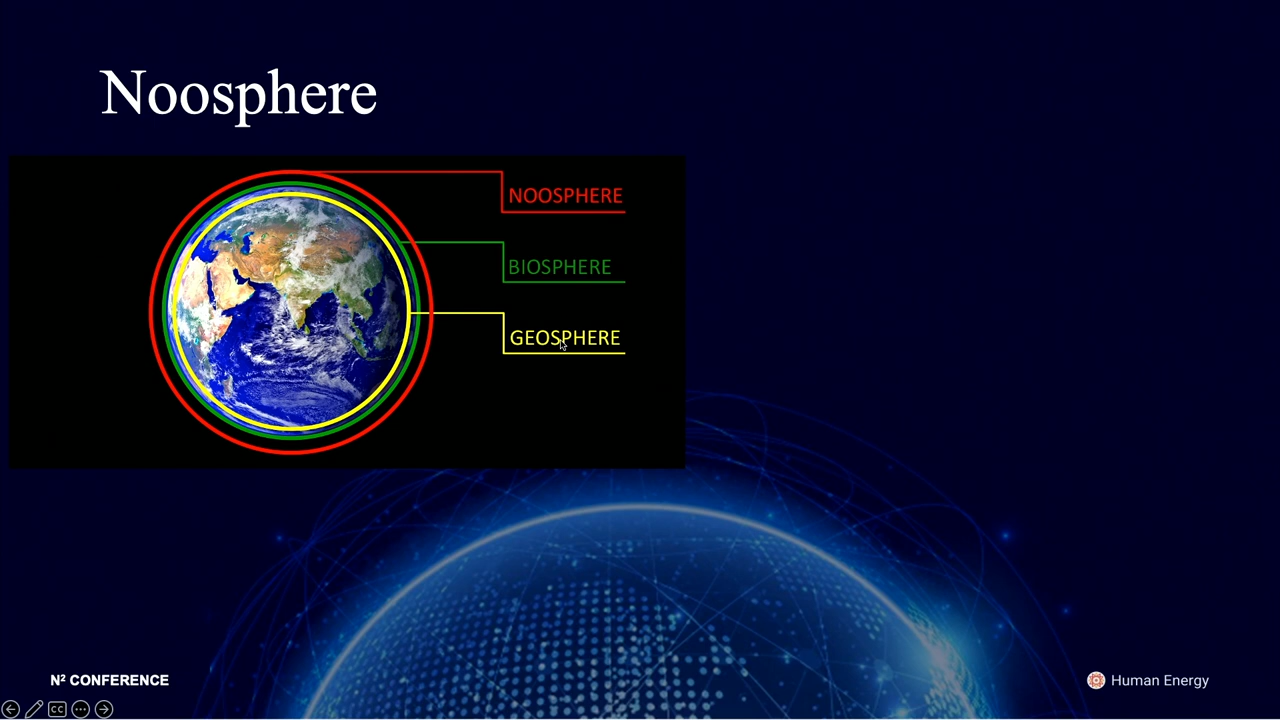 Noosphere
NOOSPHERE
BIOSPHERE
GEOSPHERE
N² CONFERENCE
Human Energy
CC